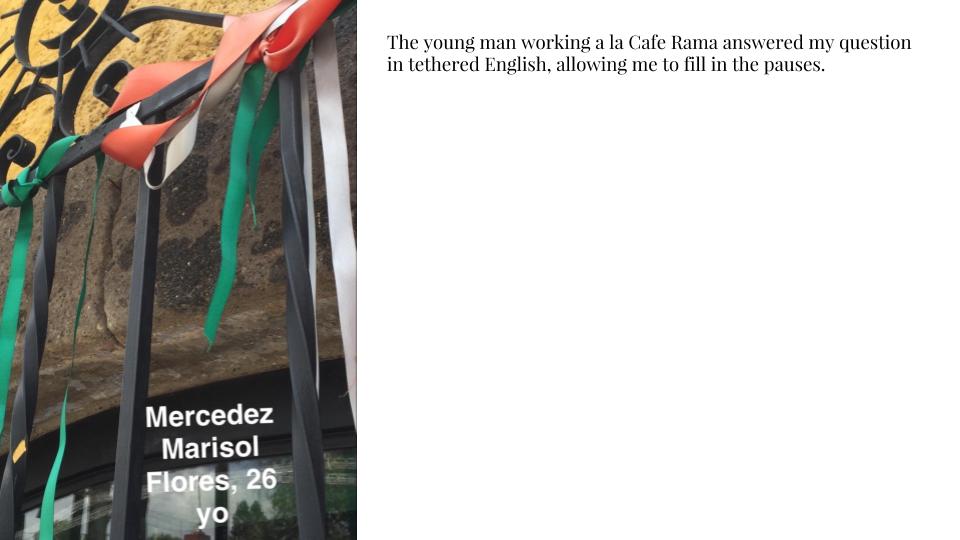 The young man working a la Cafe Rama answered my question
in tethered English, allowing me to fill in the pauses.
Mercedez
Marisol
Flores, 26
yo